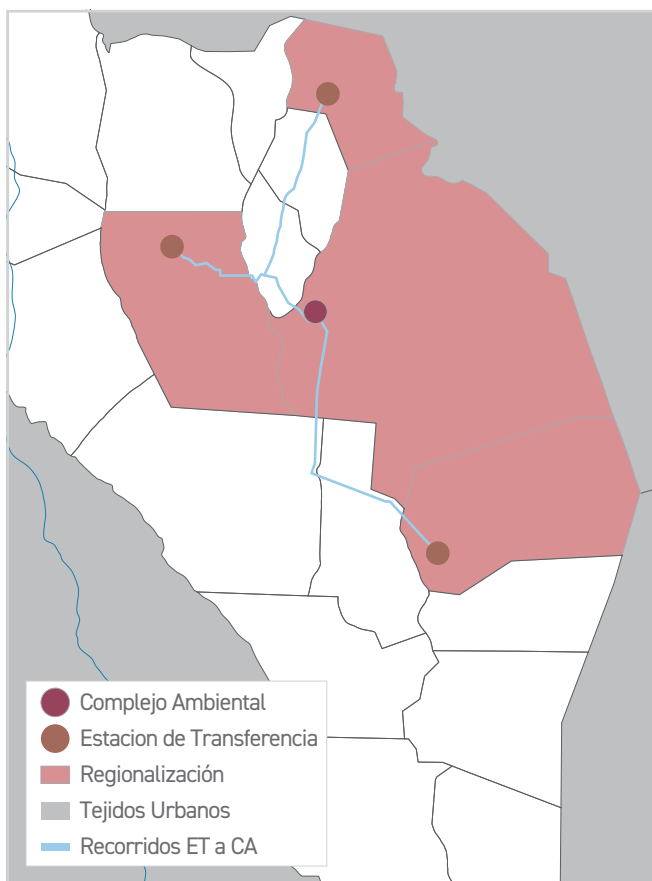 Complejo Ambiental
Estacion de Transferencia
Regionalización
Tejidos Urbanos
Recorridos ET a CA